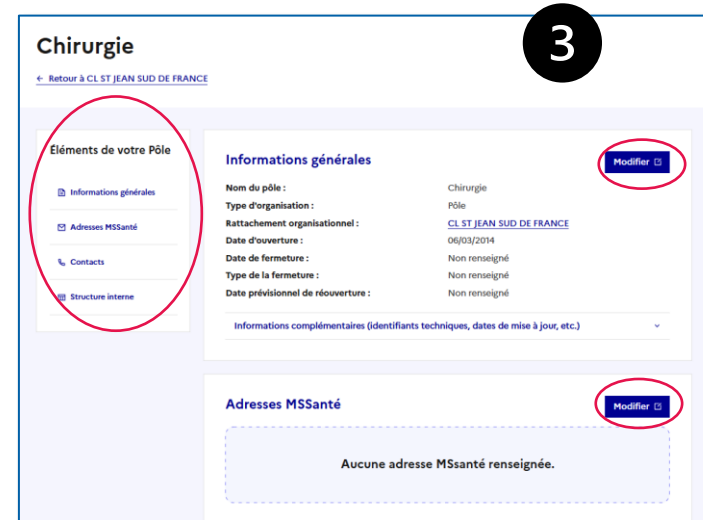 3
Chirurgie
← Retour à CL ST JEAN SUD DE FRANCE
Éléments de votre Pôle
Informations générales
Adresses MSSanté
Contacts
Structure interne
Informations générales
Modifier
Nom du pôle : Chirurgie
Type d'organisation : Pôle
Rattachement organisationnel : CL ST JEAN SUD DE FRANCE
Date d'ouverture : 06/03/2014
Date de fermeture : Non renseigné
Type de la fermeture : Non renseigné
Date prévisionnel de réouverture : Non renseigné
Informations complémentaires (identifiants techniques, dates de mise à jour, etc.)
Adresses MSSanté
Modifier
Aucune adresse MSsanté renseignée.